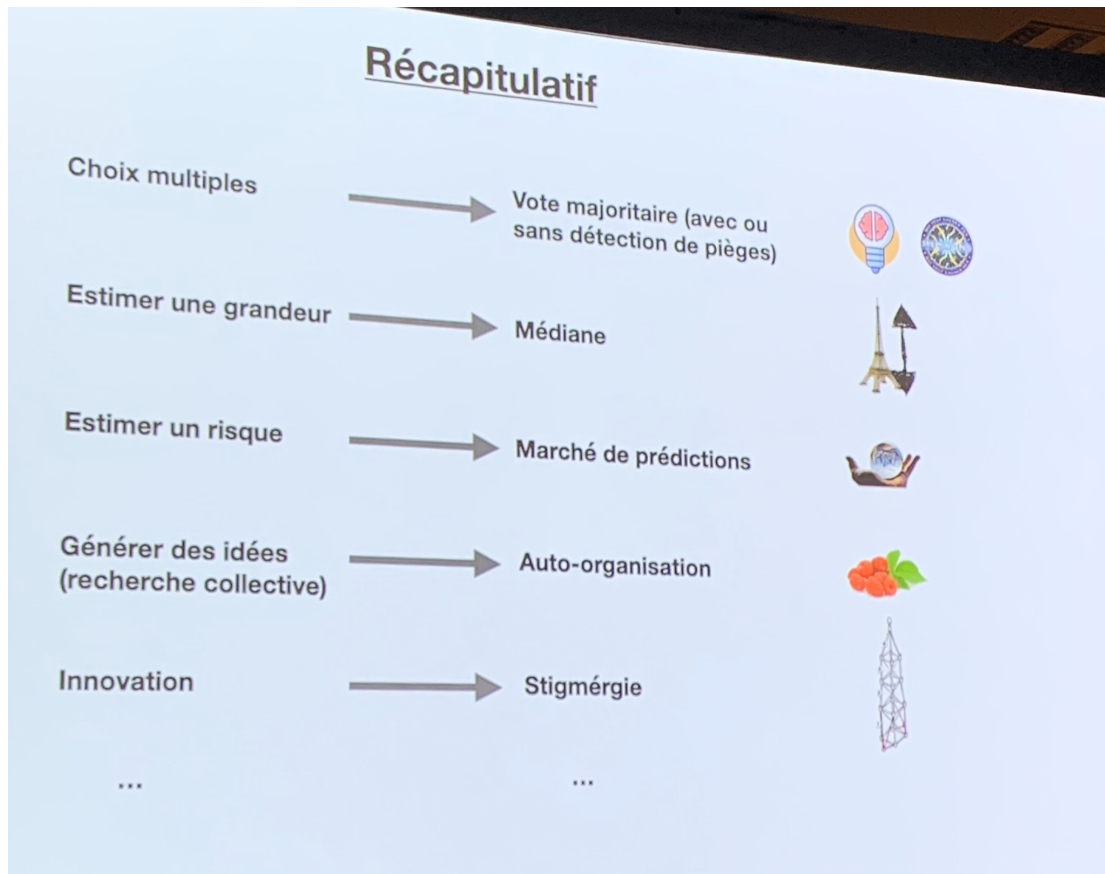 Récapitulatif
Choix multiples
Vote majoritaire (avec ou
sans détection de pièges)
Estimer une grandeur
Médiane
Estimer un risque
Marché de prédictions
Générer des idées
(recherche collective)
Auto-organisation
Innovation
Stigmérgie
...
...